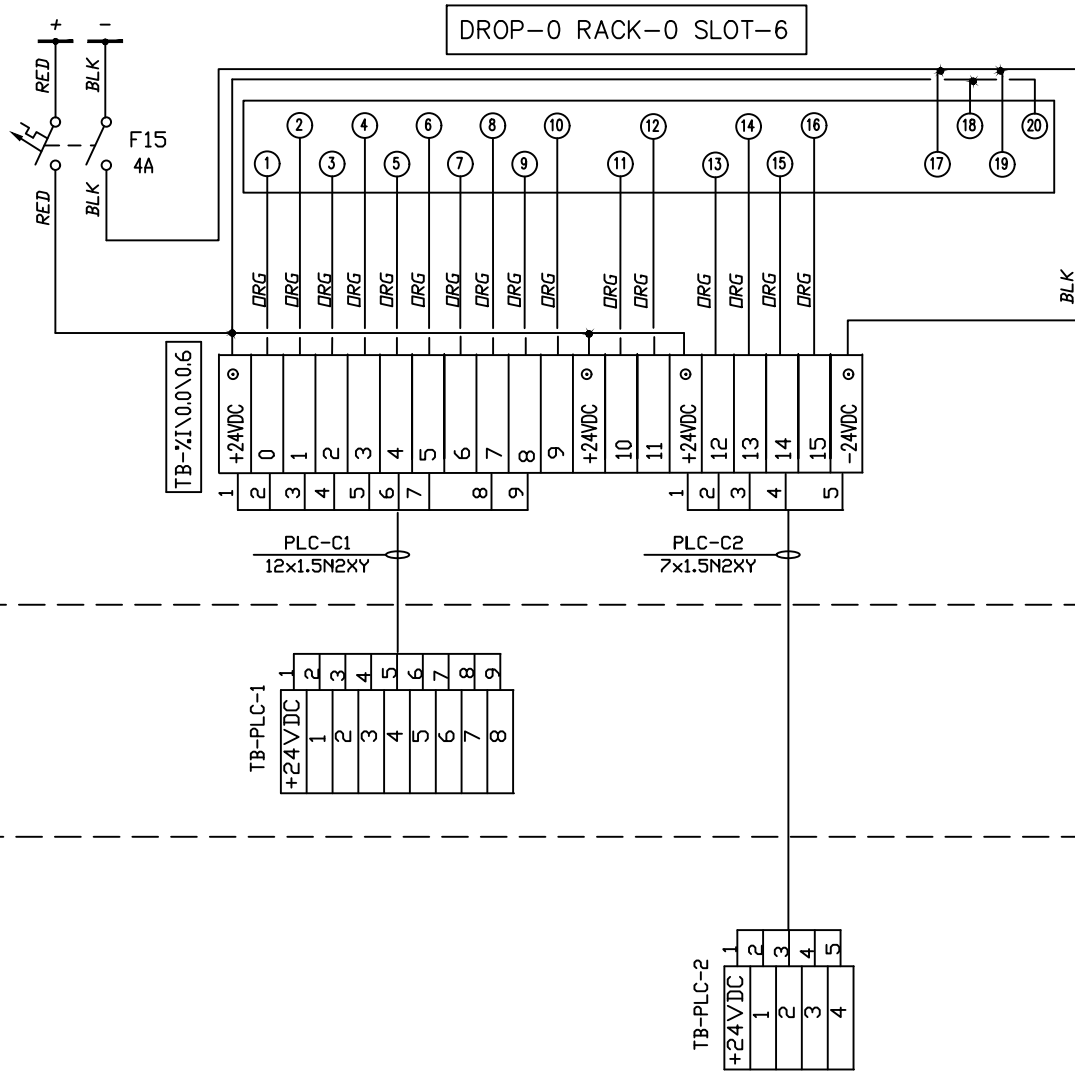 DROP-0 RACK-0 SLOT-6
+ -
RED BLK
F15
4A
RED BLK
2 4 6 8 10 12 14 16 18 20
1 3 5 7 9 11 13 15 17 19
ORG ORG ORG ORG ORG ORG ORG ORG ORG ORG ORG ORG ORG ORG ORG ORG
BLK
TB-%I\0.0\0.6
+24VDC 0 1 2 3 4 5 6 7 8 9 +24VDC 10 11 +24VDC 12 13 14 15 -24VDC
1 2 3 4 5 6 7 8 9
1 2 3 4 5
PLC-C1
12x1.5N2XY
PLC-C2
7x1.5N2XY
TB-PLC-1
1 2 3 4 5 6 7 8 9
+24VDC 1 2 3 4 5 6 7 8
TB-PLC-2
1 2 3 4 5
+24VDC 1 2 3 4